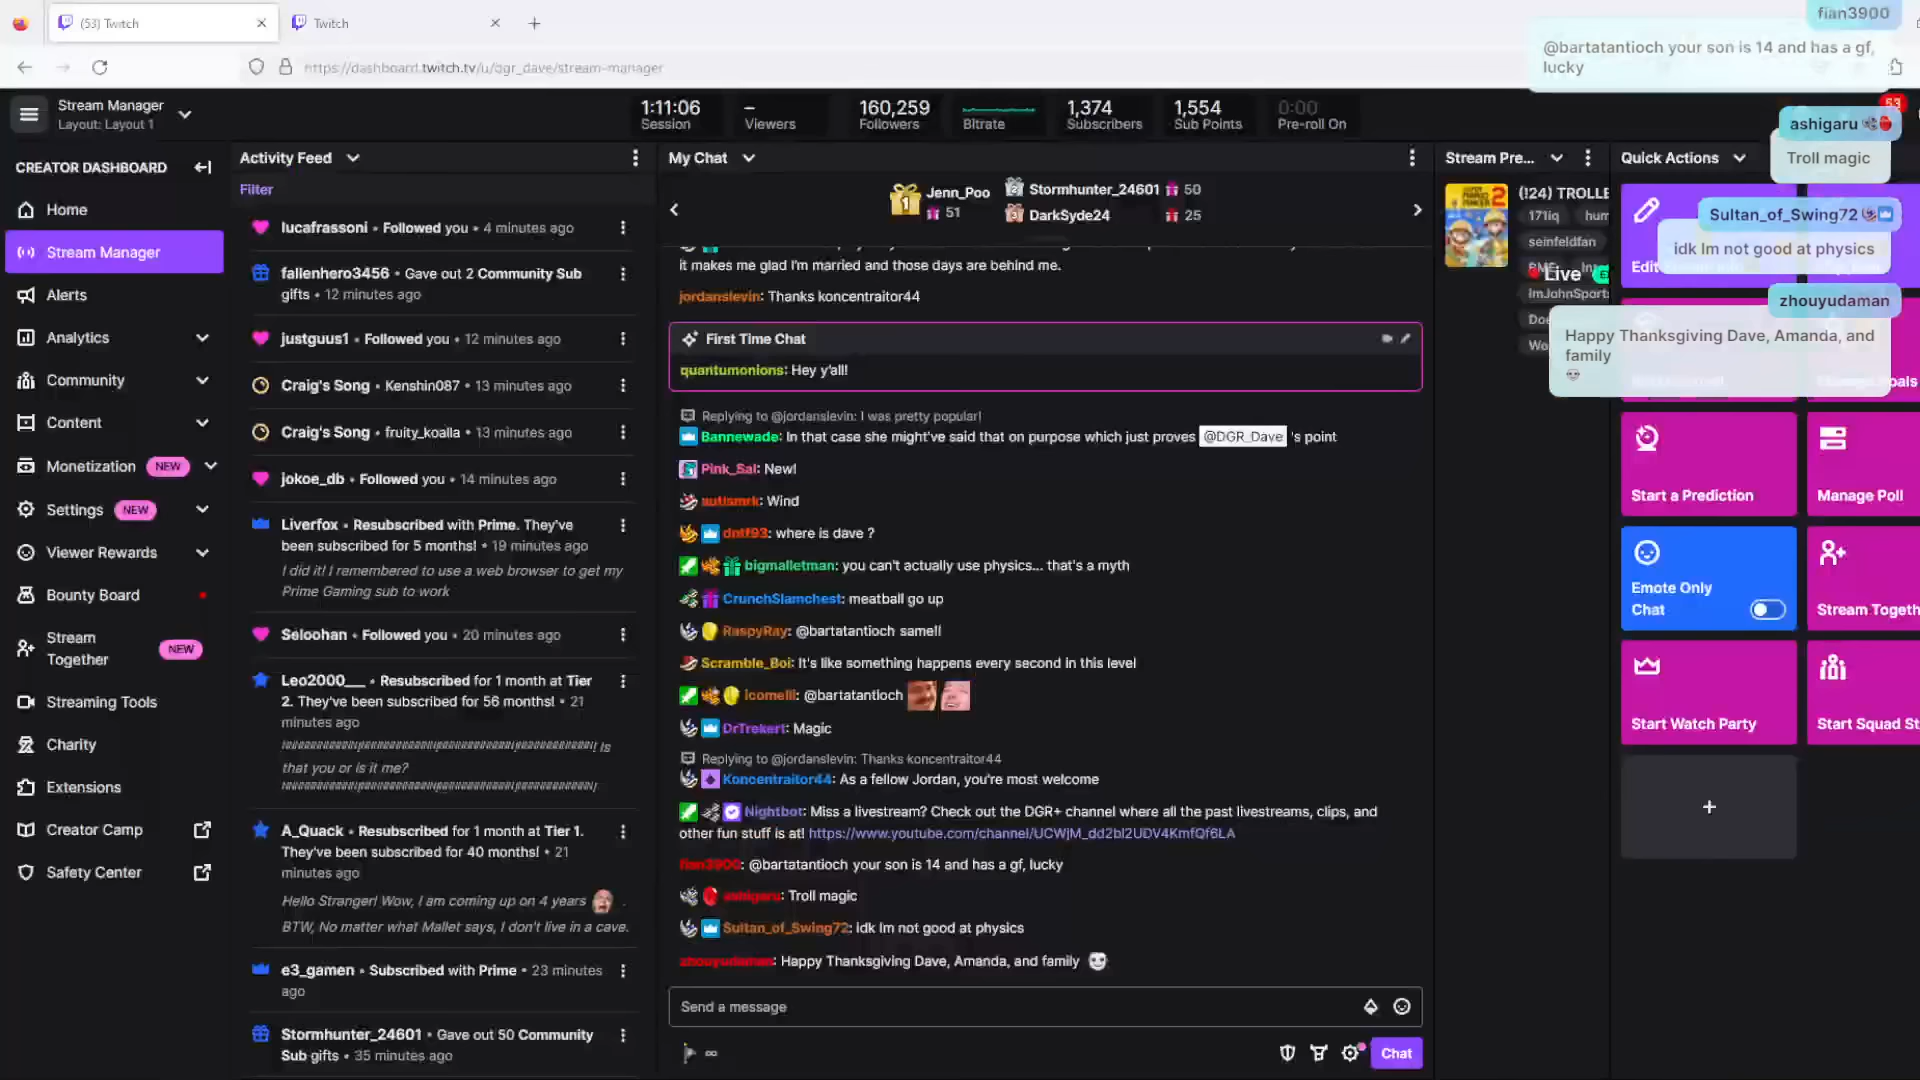 (53) Twitch
Twitch
https://dashboard.twitch.tv/u/dgr_dave/stream-manager
fian3900
@bartatantioch your son is 14 and has a gf,
lucky
Stream Manager
Layout: Layout 1
1:11:06
Session
–
Viewers
160,259
Followers
Bitrate
1,374
Subscribers
1,554
Sub Points
0:00
Pre-roll On
53
ashigaru
Troll magic
Sultan_of_Swing72
idk Im not good at physics
zhouyudaman
Happy Thanksgiving Dave, Amanda, and
family
CREATOR DASHBOARD
Home
Stream Manager
Alerts
Analytics
Community
Content
Monetization NEW
Settings NEW
Viewer Rewards
Bounty Board
Stream
Together NEW
Streaming Tools
Charity
Extensions
Creator Camp
Safety Center
Activity Feed
Filter
lucafrassoni • Followed you • 4 minutes ago
fallenhero3456 • Gave out 2 Community Sub
gifts • 12 minutes ago
justguus1 • Followed you • 12 minutes ago
Craig's Song • Kenshin087 • 13 minutes ago
Craig's Song • fruity_koalla • 13 minutes ago
jokoe_db • Followed you • 14 minutes ago
Liverfox • Resubscribed with Prime. They've
been subscribed for 5 months! • 19 minutes ago
I did it! I remembered to use a web browser to get my
Prime Gaming sub to work
Seloohan • Followed you • 20 minutes ago
Leo2000___ • Resubscribed for 1 month at Tier
2. They've been subscribed for 56 months! • 21
minutes ago
Is
that you or is it me?
A_Quack • Resubscribed for 1 month at Tier 1.
They've been subscribed for 40 months! • 21
minutes ago
Hello Stranger! Wow, I am coming up on 4 years .
BTW, No matter what Mallet says, I don't live in a cave.
e3_gamen • Subscribed with Prime • 23 minutes
ago
Stormhunter_24601 • Gave out 50 Community
Sub gifts • 35 minutes ago
My Chat
1 Jenn_Poo 51
2 Stormhunter_24601 50
3 DarkSyde24 25
it makes me glad I'm married and those days are behind me.
jordanslevin: Thanks koncentraitor44
First Time Chat
quantumonions: Hey y'all!
Replying to @jordanslevin: I was pretty popular!
Bannewade: In that case she might've said that on purpose which just proves @DGR_Dave 's point
Pink_Sal: New!
autismrk: Wind
dntf93: where is dave ?
bigmalletman: you can't actually use physics... that's a myth
CrunchSlamchest: meatball go up
RaspyRay: @bartatantioch same!!
Scramble_Boi: It's like something happens every second in this level
icomelli: @bartatantioch
DrTrekert: Magic
Replying to @jordanslevin: Thanks koncentraitor44
Koncentraitor44: As a fellow Jordan, you're most welcome
Nightbot: Miss a livestream? Check out the DGR+ channel where all the past livestreams, clips, and
other fun stuff is at! https://www.youtube.com/channel/UCWjM_dd2bl2UDV4KmfQf6LA
fian3900: @bartatantioch your son is 14 and has a gf, lucky
ashigaru: Troll magic
Sultan_of_Swing72: idk Im not good at physics
zhouyudaman: Happy Thanksgiving Dave, Amanda, and family
Send a message
Chat
Stream Pre...
(!24) TROLLE
171iq hum
seinfeldfan
Live
ImJohnSports
Quick Actions
Edit
Start a Prediction
Manage Poll
Emote Only
Chat
Stream Togeth
Start Watch Party
Start Squad St
+